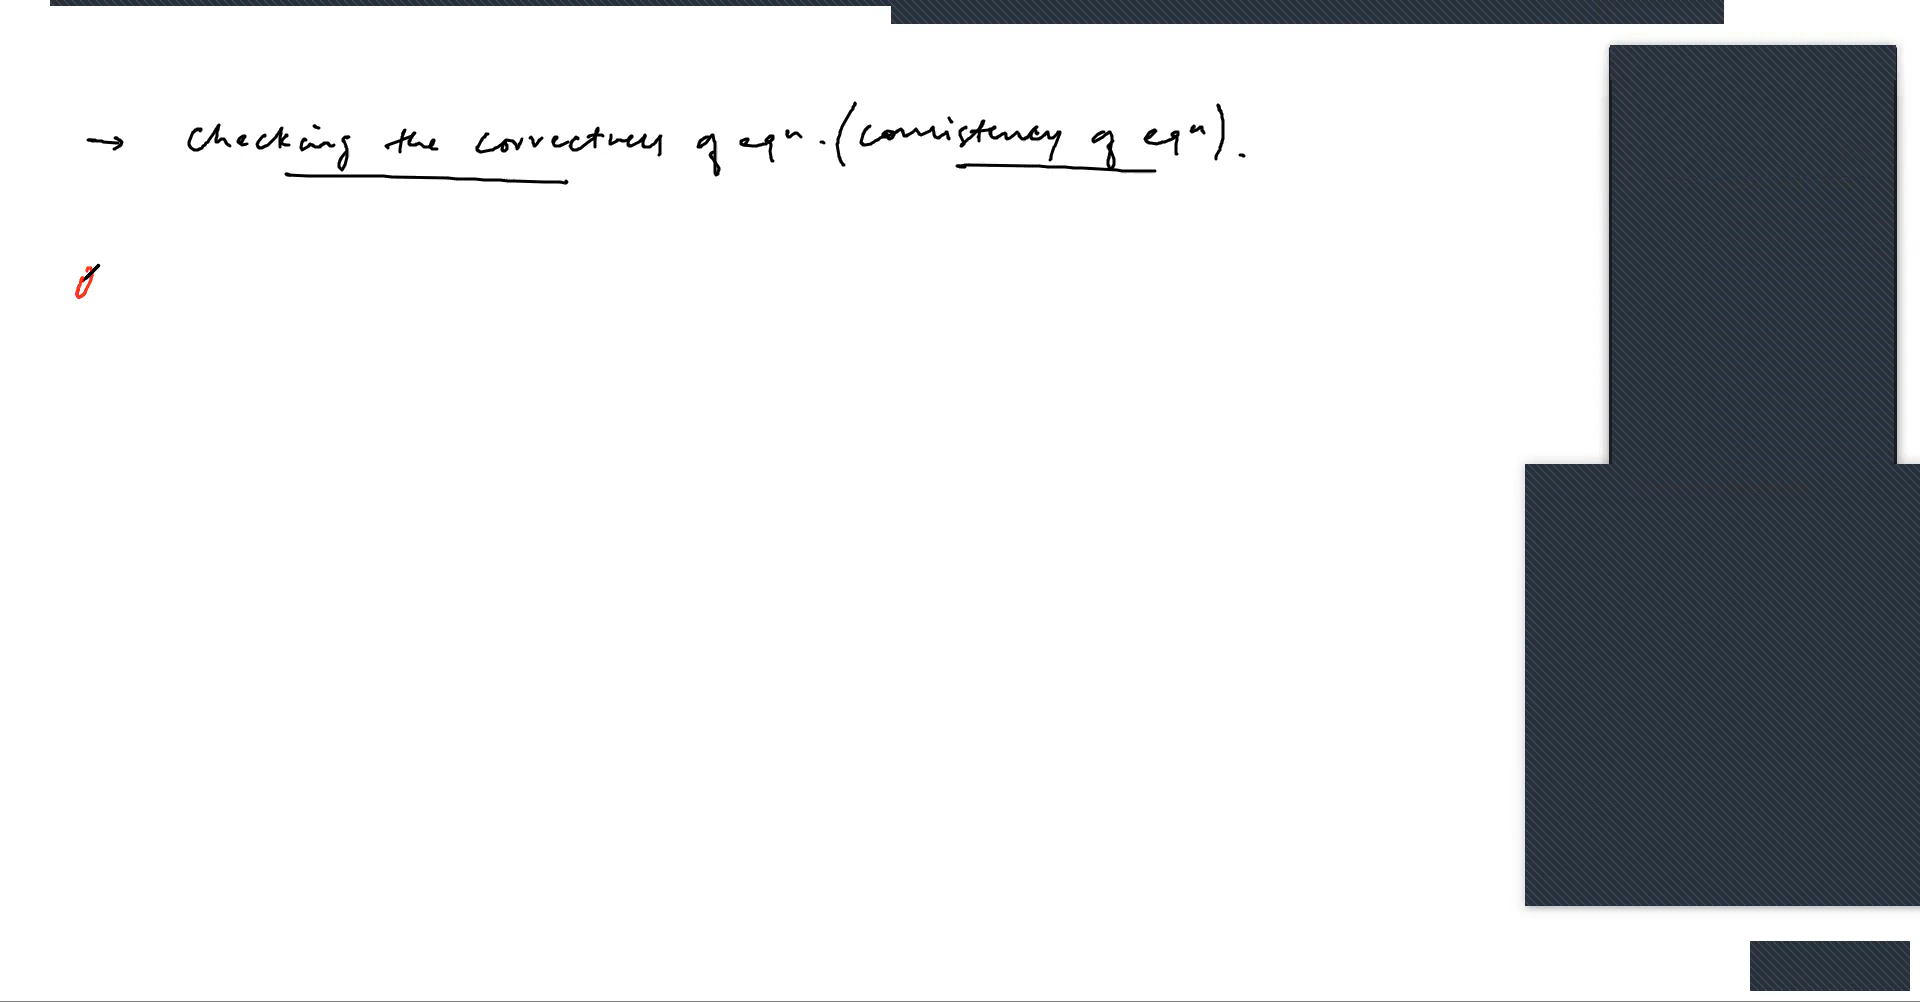 → Checking the correctness of eqⁿ. (consistency of eqⁿ).